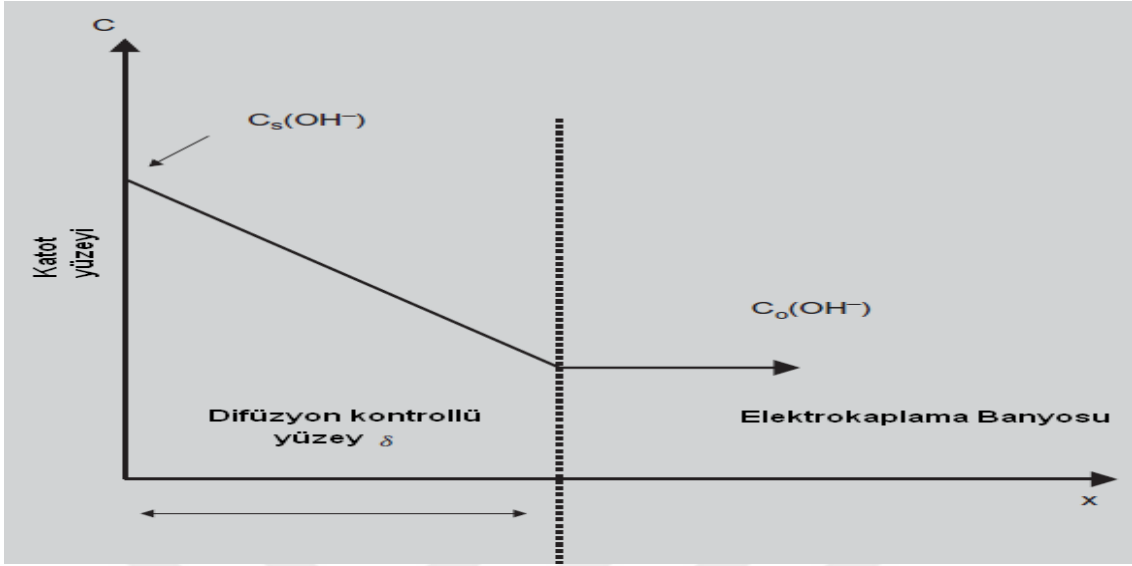 C
Cₛ(OH⁻)
Katot
yüzeyi
Cₒ(OH⁻)
Difüzyon kontrollü
yüzey δ
Elektrokaplama Banyosu
x